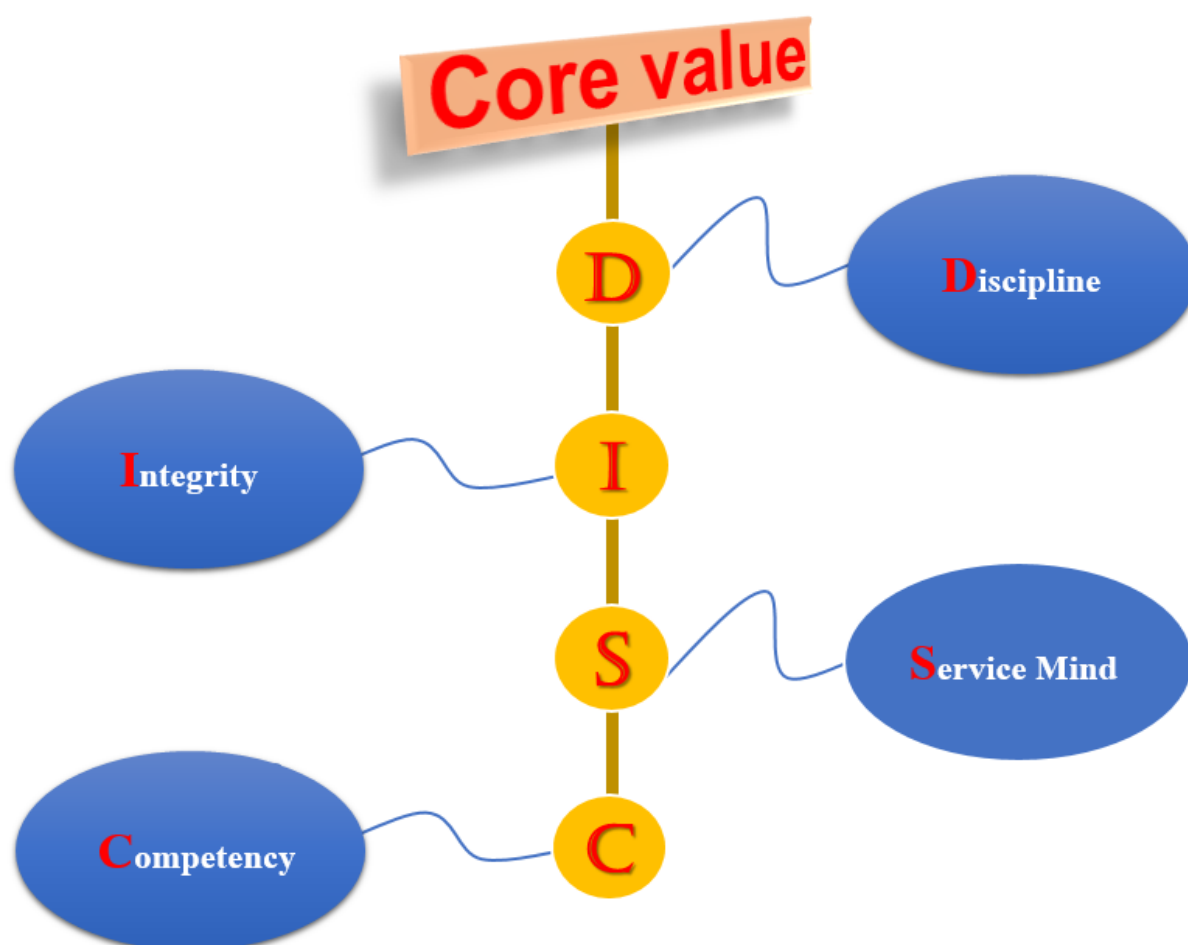 Core value
D
Discipline
I
Integrity
S
Service Mind
C
Competency